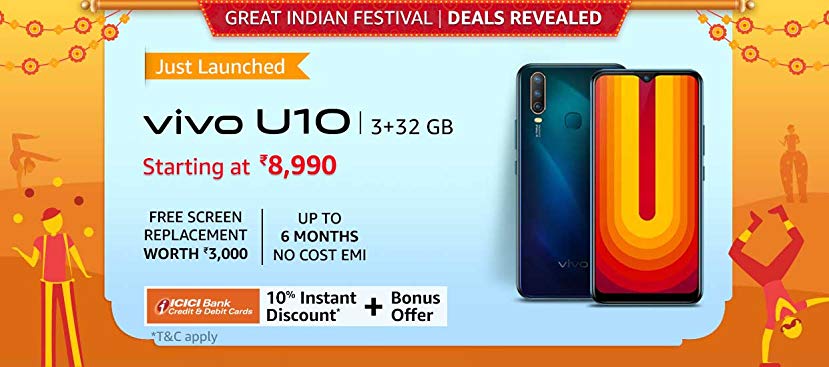 GREAT INDIAN FESTIVAL | DEALS REVEALED
Just Launched
vivo U10 | 3+32 GB
Starting at ₹8,990
FREE SCREEN
REPLACEMENT
WORTH ₹3,000
UP TO
6 MONTHS
NO COST EMI
ICICI Bank
Credit & Debit Cards
10% Instant
Discount*
+
Bonus
Offer
*T&C apply
vivo